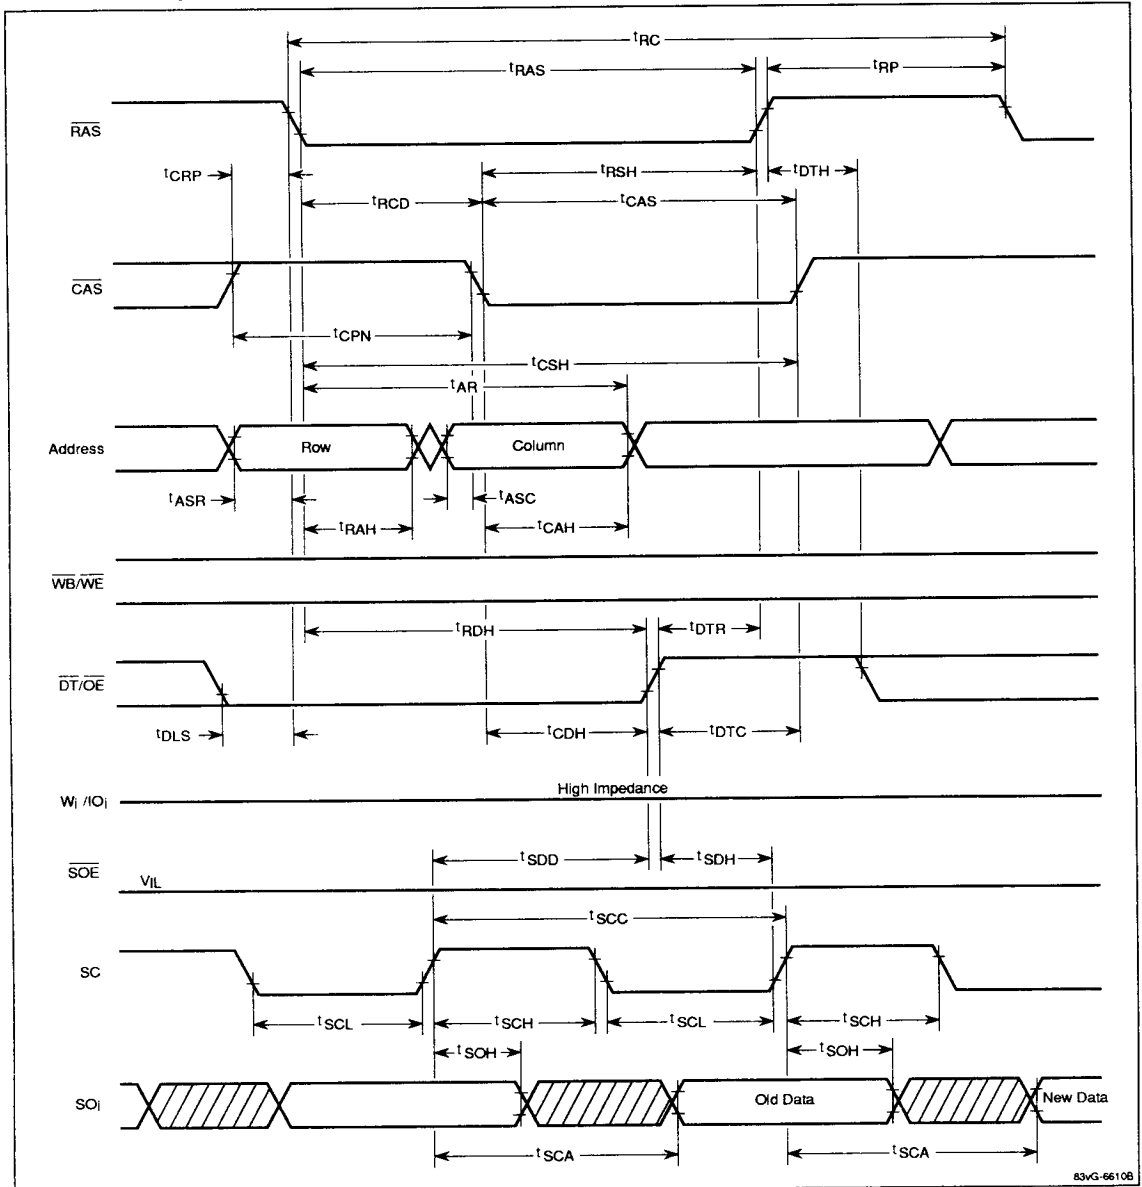 tRC
tRAS
tRP
RAS
tCRP
tRSH
tDTH
tRCD
tCAS
CAS
tCPN
tCSH
tAR
Address
Row
Column
tASR
tASC
tRAH
tCAH
WB/WE
tRDH
tDTR
DT/OE
tDLS
tCDH
tDTC
High Impedance
Wi /IOi
tSDD
tSDH
SOE
VIL
tSCC
SC
tSCL
tSCH
tSCL
tSCH
tSOH
tSOH
SOi
Old Data
New Data
tSCA
tSCA
83vG-6610B